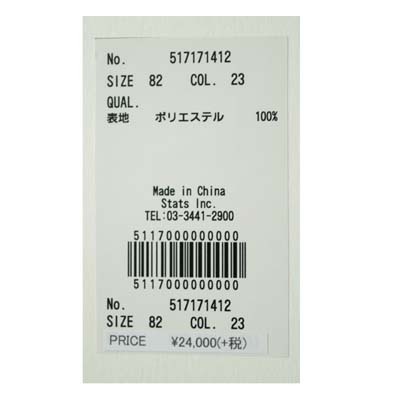 No. 517171412
SIZE 82 COL. 23
QUAL.
表地 ポリエステル 100%
Made in China
Stats Inc.
TEL:03-3441-2900
5117000000000
5117000000000
No. 517171412
SIZE 82 COL. 23
PRICE ¥24,000(+税)